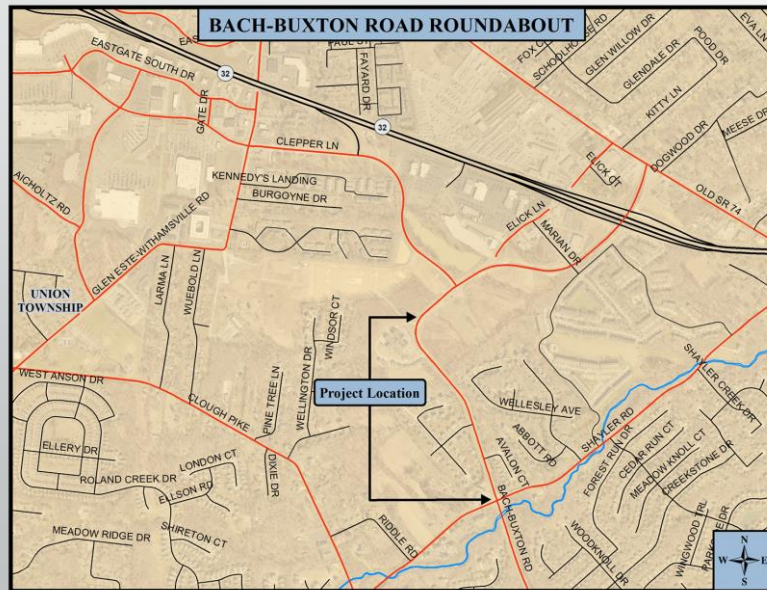 BACH-BUXTON ROAD ROUNDABOUT
EASTGATE SOUTH DR
32
GATE DR
FAYARD DR
FOX
SCHOOLHOUSE RD
GLEN WILLOW DR
GLENDALE DR
POOD DR
EVA LN
KITTY LN
MEESE DR
DOGWOOD DR
32
CLEPPER LN
ELICK CT
OLD SR 74
AICHOLTZ RD
KENNEDY'S LANDING
BURGOYNE DR
GLEN ESTE-WITHAMSVILLE RD
ELICK LN
MARIAN DR
LARMA LN
WUEBOLD LN
UNION
TOWNSHIP
WINDSOR CT
WELLINGTON DR
PINE TREE LN
WEST ANSON DR
CLOUGH PIKE
Project Location
SHAYLER CREEK DR
WELLESLEY AVE
ABBOTT RD
AVALON CT
SHAYLER RD
FOREST RUN DR
CEDAR RUN CT
MEADOW KNOLL CT
CREEKSTONE DR
ELLERY DR
LONDON CT
ROLAND CREEK DR
ELLSON RD
DIXIE DR
SHIRETON CT
MEADOW RIDGE DR
RIDDLE RD
BACH-BUXTON RD
WOODKNOLL DR
WINGWOOD TRL
N
W
E
S